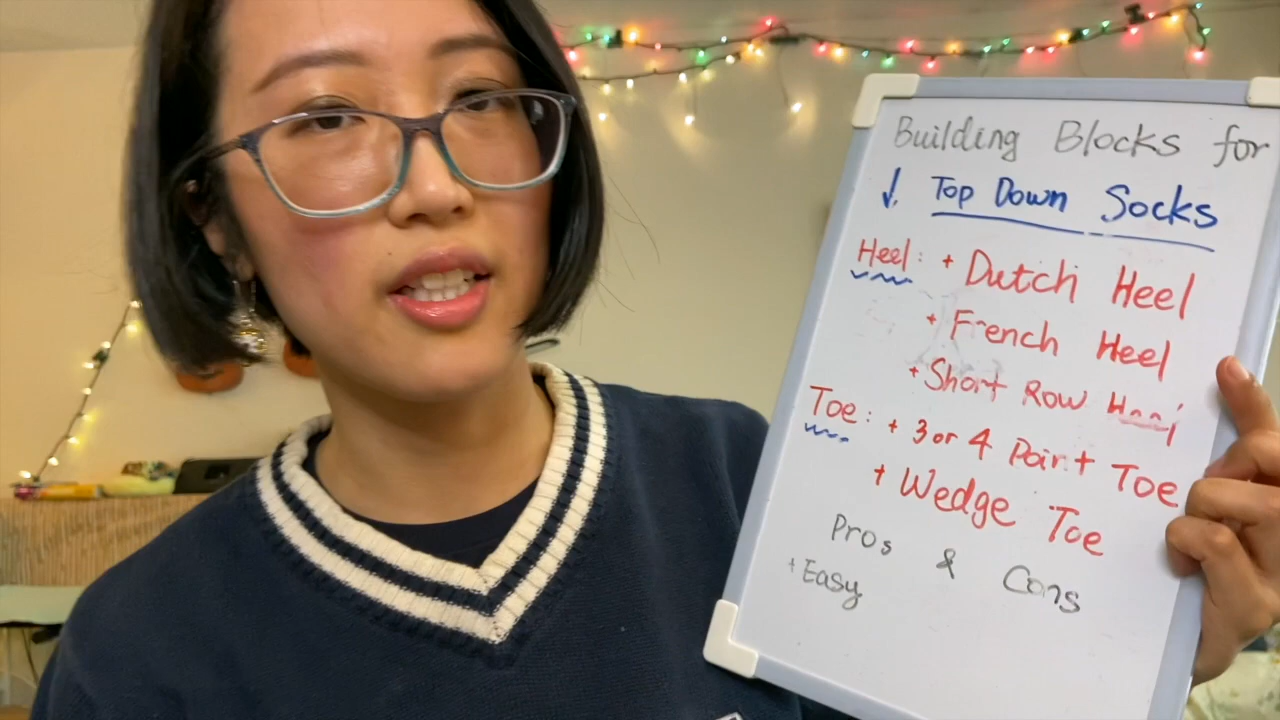 Building Blocks for
↓ Top Down Socks
Heel: + Dutch Heel
+ French Heel
+ Short Row Heel
Toe: + 3 or 4 Point Toe
+ Wedge Toe
Pros & Cons
+ Easy